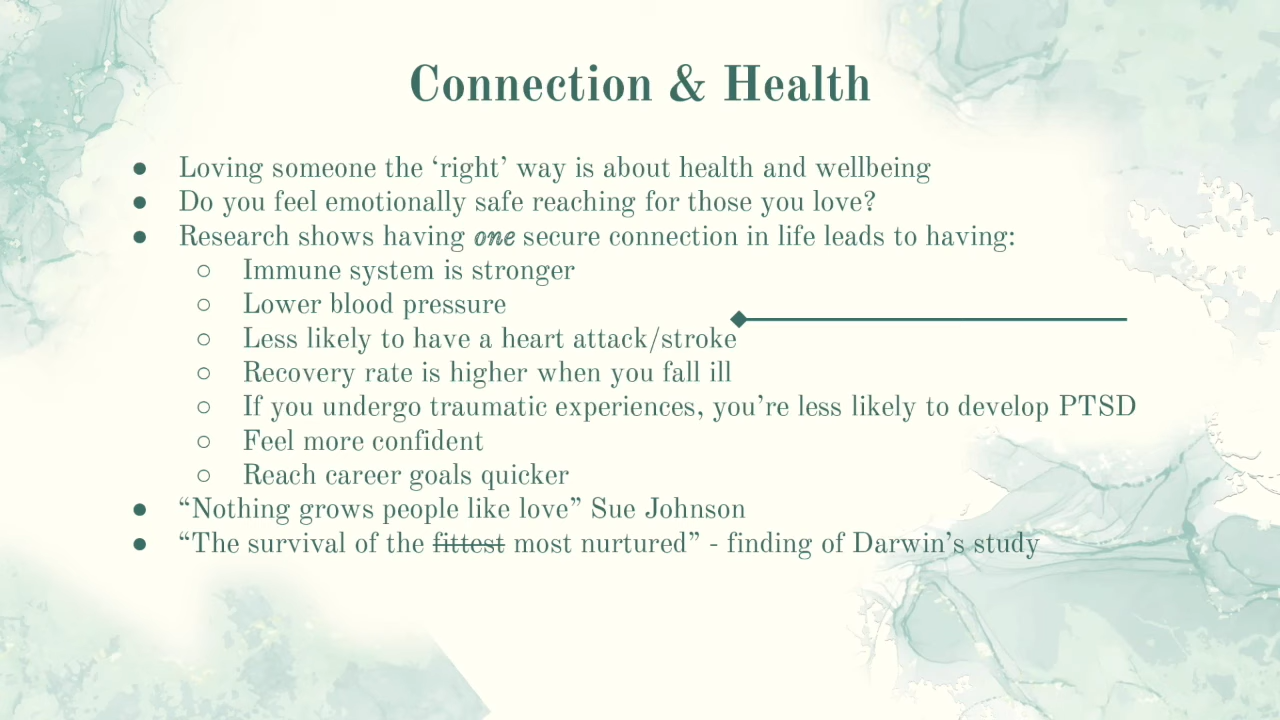 Connection & Health
● Loving someone the ‘right’ way is about health and wellbeing
● Do you feel emotionally safe reaching for those you love?
● Research shows having one secure connection in life leads to having:
○ Immune system is stronger
○ Lower blood pressure
○ Less likely to have a heart attack/stroke
○ Recovery rate is higher when you fall ill
○ If you undergo traumatic experiences, you’re less likely to develop PTSD
○ Feel more confident
○ Reach career goals quicker
● “Nothing grows people like love” Sue Johnson
● “The survival of the fittest most nurtured” - finding of Darwin’s study